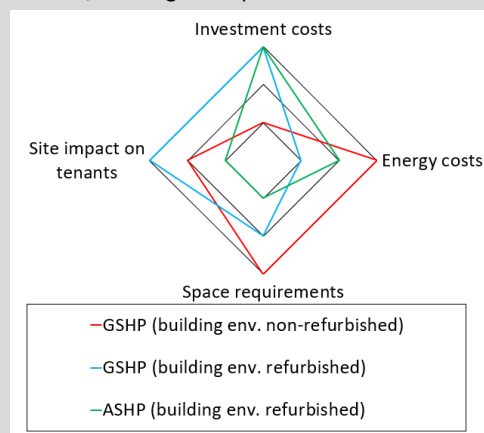 Investment costs
Site impact on
tenants
Energy costs
Space requirements
GSHP (building env. non-refurbished)
GSHP (building env. refurbished)
ASHP (building env. refurbished)